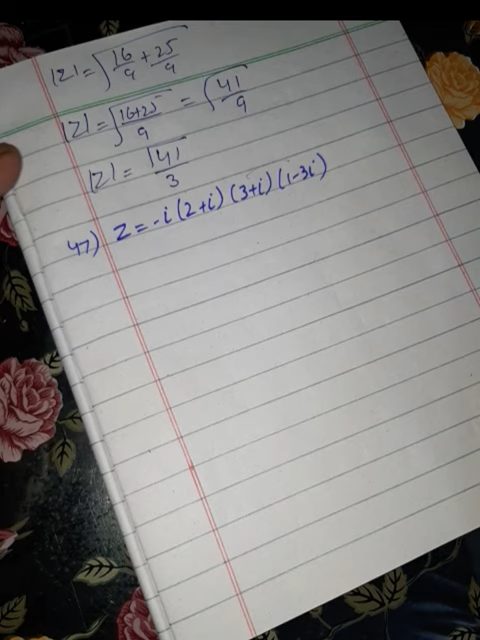 |Z| = √16/9 + 25/9
|Z| = √16+25/9 = √41/9
|Z| = √41/3
47) Z = -i (2+i) (3+i) (1-3i)